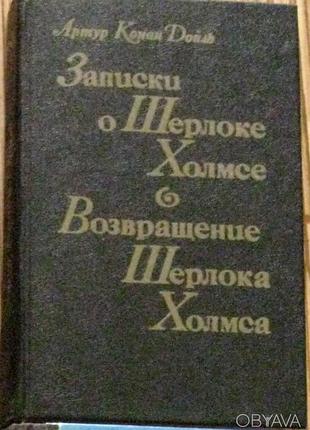 Артур Конан Дойль
Записки
о Шерлоке
Холмсе
Возвращение
Шерлока
Холмса
OBYAVA